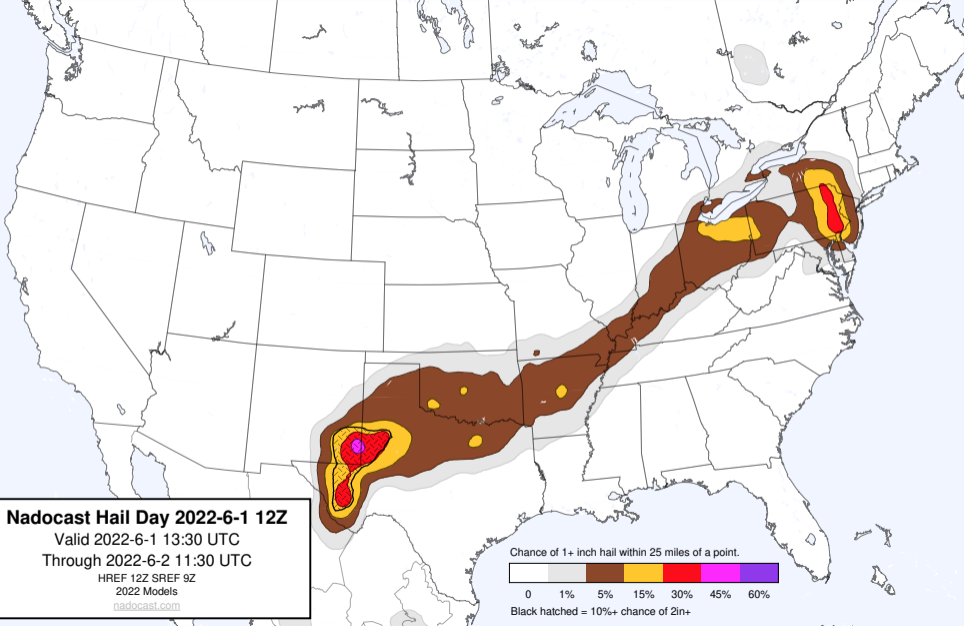 Nadocast Hail Day 2022-6-1 12Z
Valid 2022-6-1 13:30 UTC
Through 2022-6-2 11:30 UTC
HREF 12Z SREF 9Z
2022 Models
nadocast.com
Chance of 1+ inch hail within 25 miles of a point.
0 1% 5% 15% 30% 45% 60%
Black hatched = 10%+ chance of 2in+